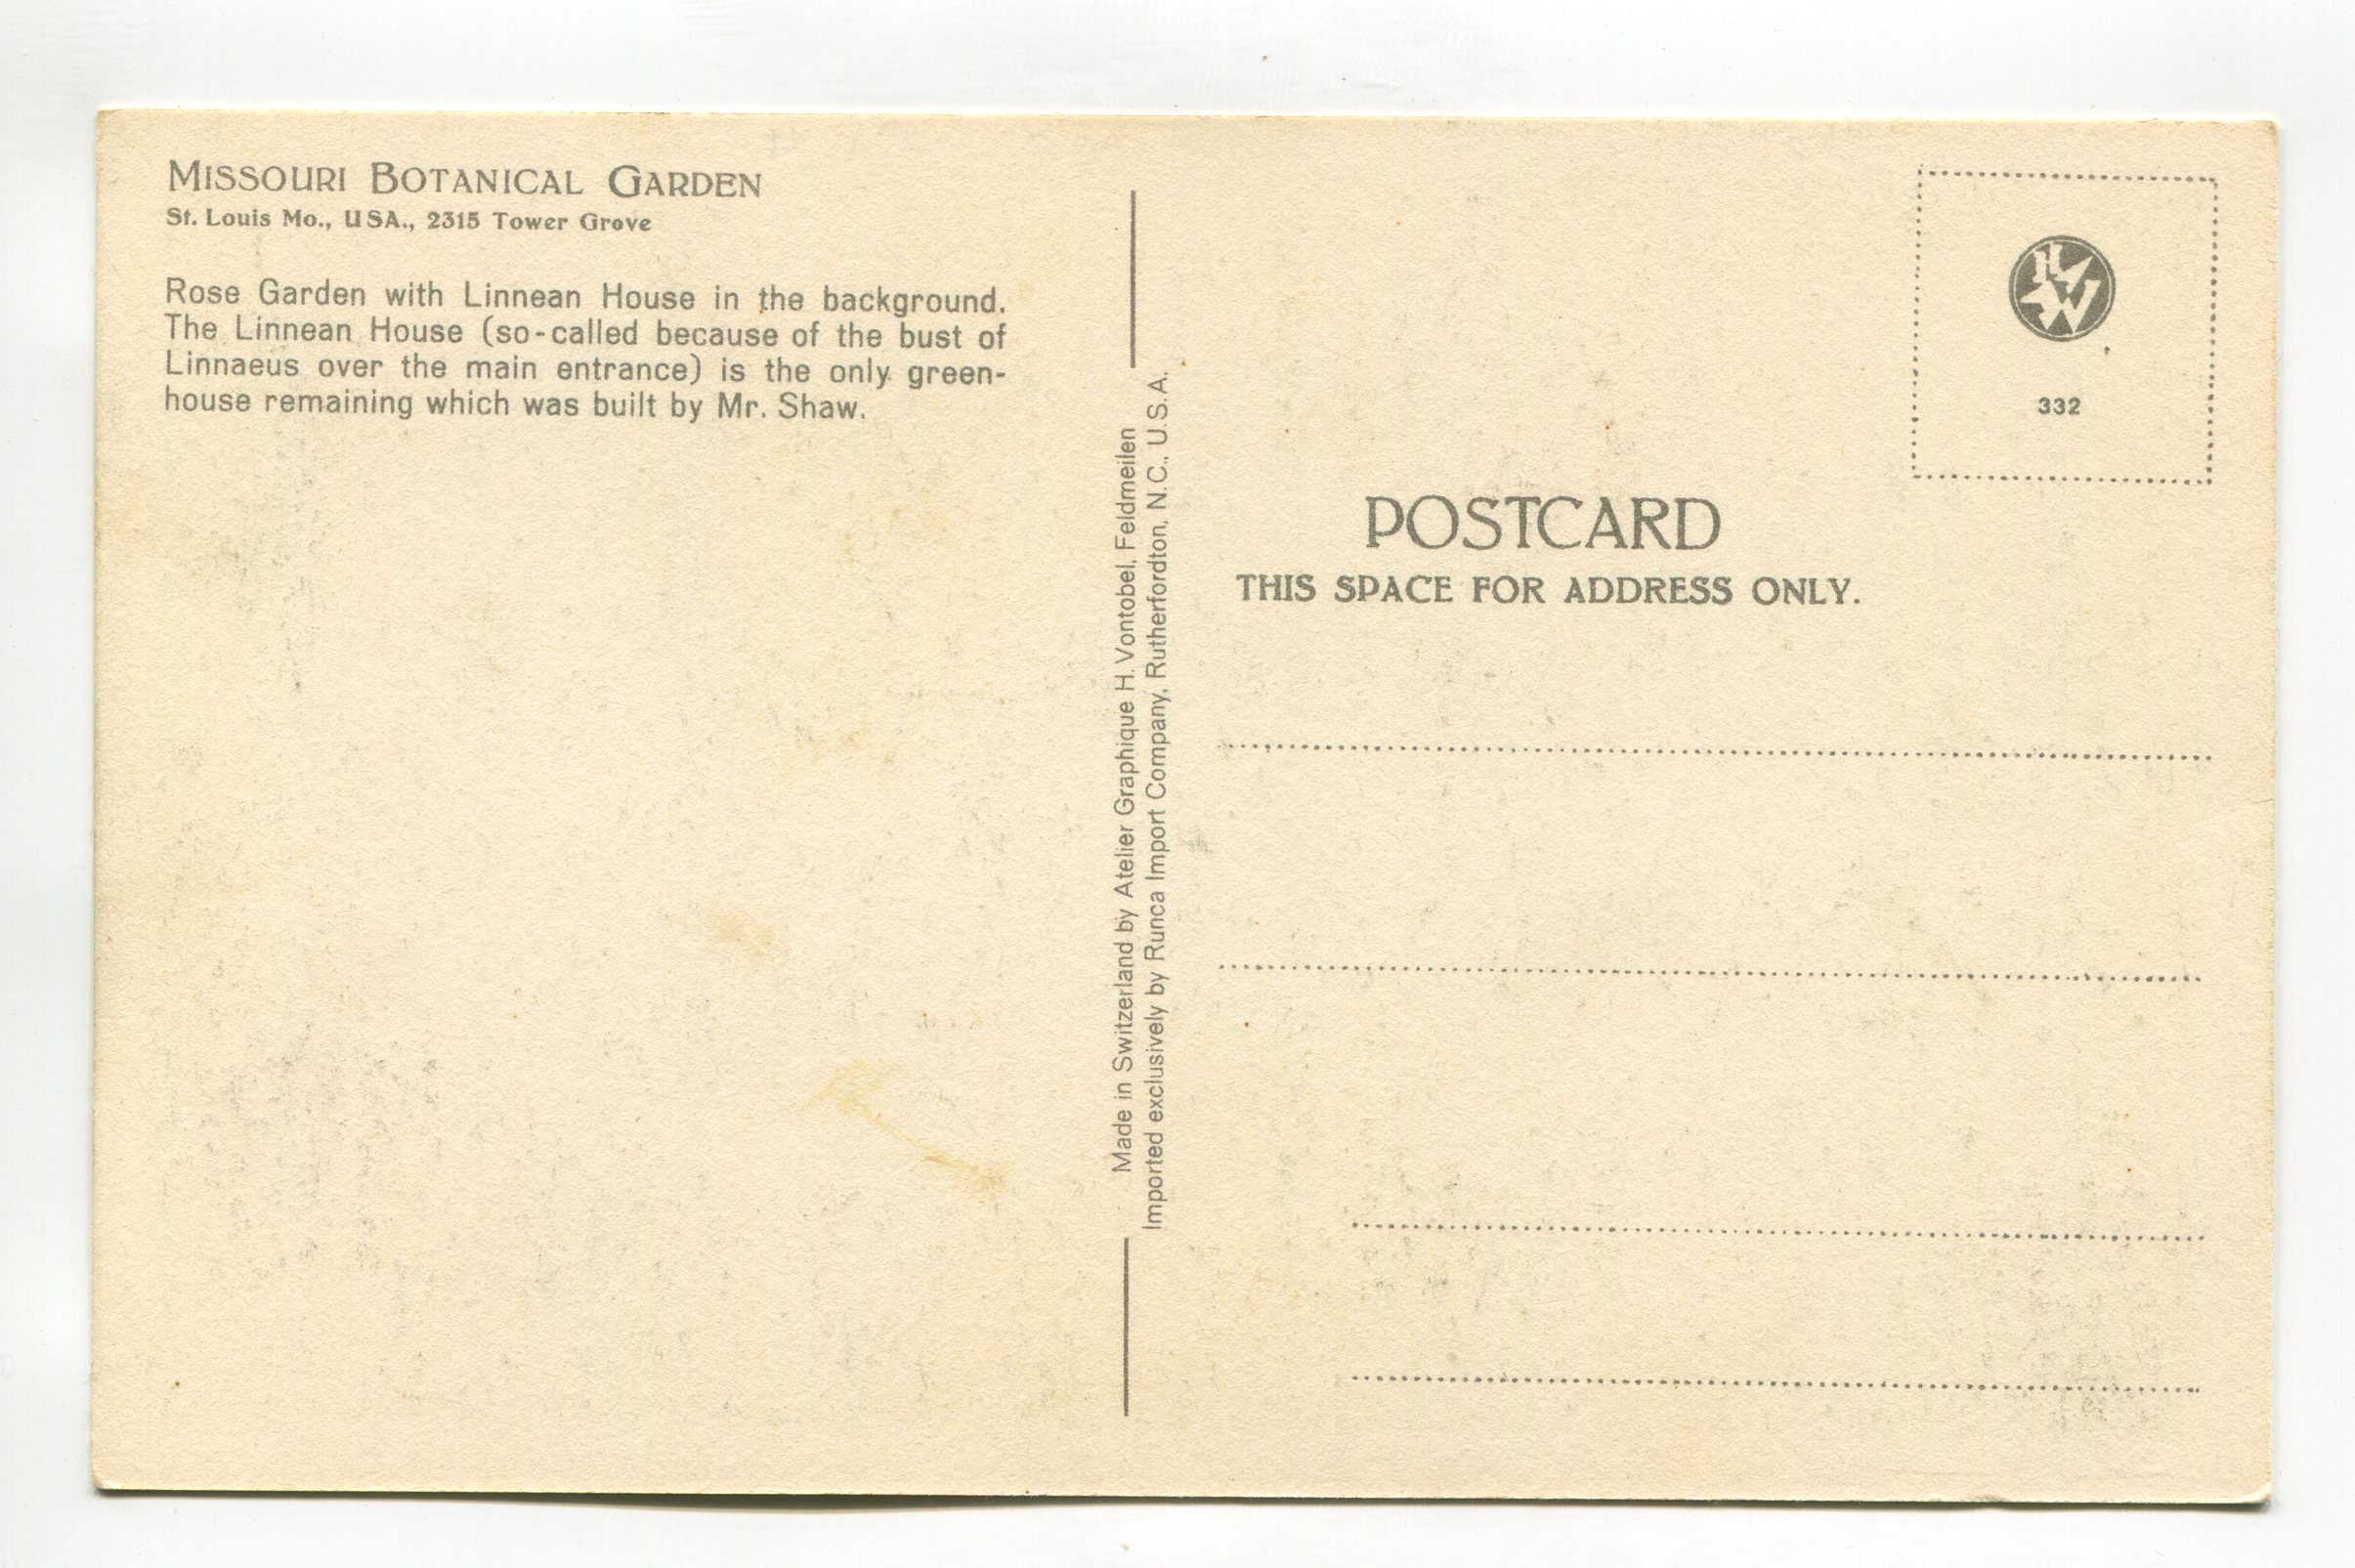 MISSOURI BOTANICAL GARDEN
St. Louis Mo., USA., 2315 Tower Grove
Rose Garden with Linnean House in the background.
The Linnean House (so-called because of the bust of
Linnaeus over the main entrance) is the only green-
house remaining which was built by Mr. Shaw.
Made in Switzerland by Atelier Graphique H. Vontobel, Feldmeilen
Imported exclusively by Runca Import Company, Rutherfordton, N.C., U.S.A.
332
POSTCARD
THIS SPACE FOR ADDRESS ONLY.